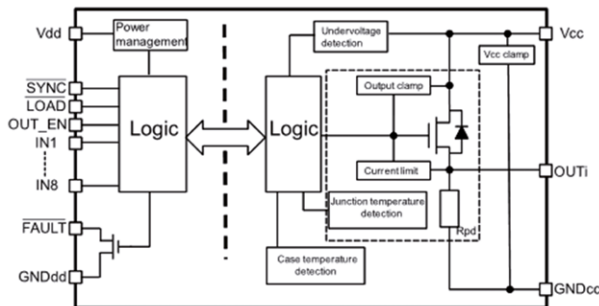 Vdd
Power
management
SYNC
LOAD
OUT_EN
IN1
IN8
FAULT
GNDdd
Logic
Logic
Undervoltage
detection
Output clamp
Current limit
Junction temperature
detection
Case temperature
detection
Rpd
Vcc clamp
Vcc
OUTi
GNDcc